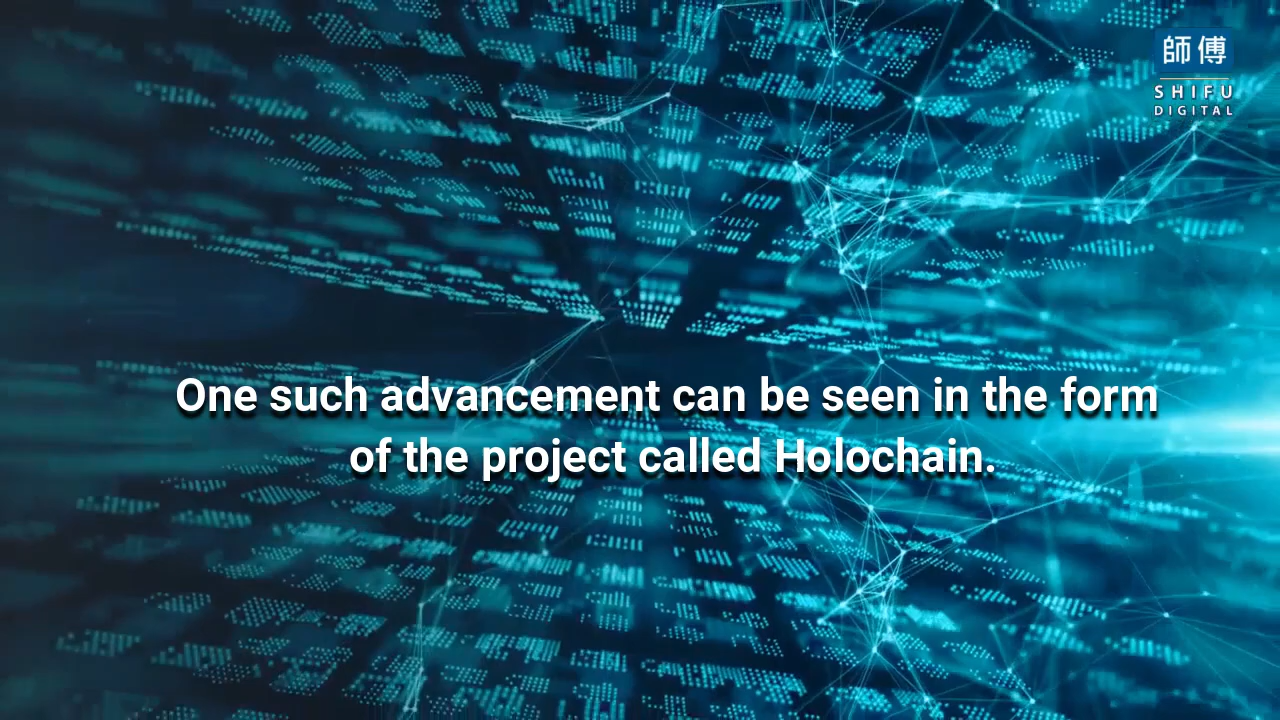 師傅
SHIFU
DIGITAL
One such advancement can be seen in the form
of the project called Holochain.